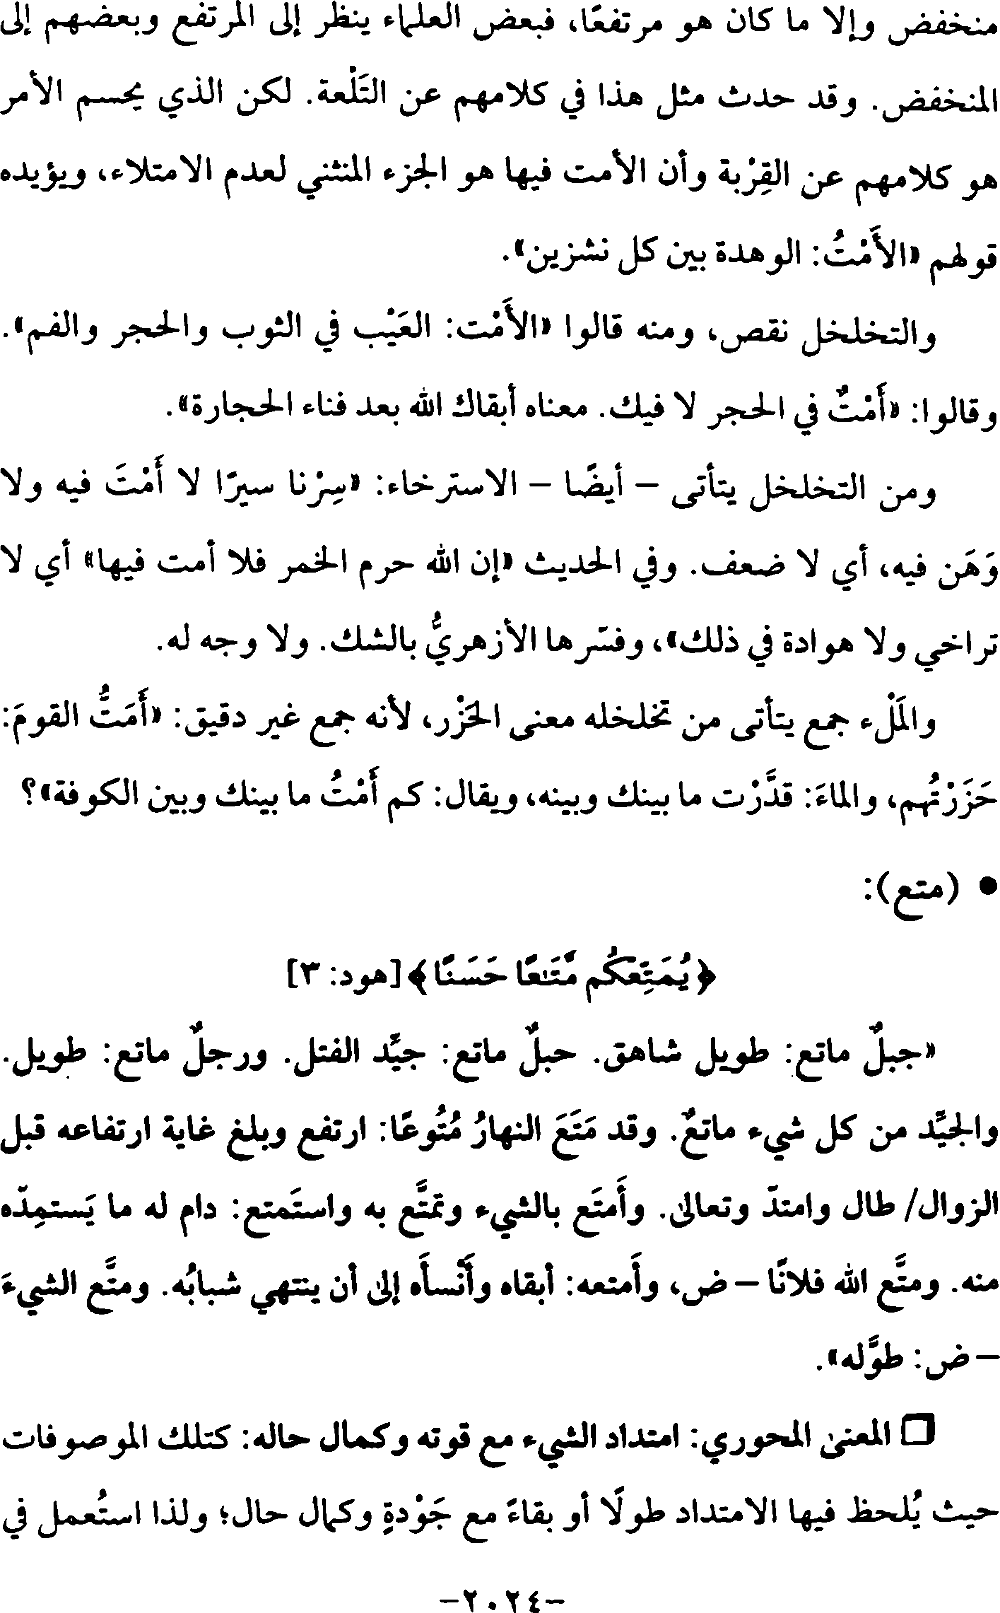 منخفض وإلا ما كان هو مرتفعًا، فبعض العلماء ينظر إلى المرتفع وبعضهم إلى
المنخفض. وقد حدث مثل هذا في كلامهم عن التَلْعة. لكن الذي يحسم الأمر
هو كلامهم عن القِرْبة وأن الأمت فيها هو الجزء المنثني لعدم الامتلاء، ويؤيده
قولهم «الأَمْتُ: الوهدة بين كل نشزين».
والتخلخل نقص، ومنه قالوا «الأَمْت: العَيْب في الثوب والحجر والفم».
وقالوا: «أَمْتٌ في الحجر لا فيك. معناه أبقاك الله بعد فناء الحجارة».
ومن التخلخل يتأتى – أيضًا – الاسترخاء: «سِرْنا سيرًا لا أَمْتَ فيه ولا
وَهَن فيه، أي لا ضعف. وفي الحديث «إن الله حرم الخمر فلا أمت فيها» أي لا
تراخي ولا هوادة في ذلك»، وفسّرها الأزهريُّ بالشك. ولا وجه له.
والمَلْء جمع يتأتى من تخلخله معنى الحَزْر، لأنه جمع غير دقيق: «أَمَتُّ القومَ:
حَزَرْتُهم، والماءَ: قدَّرْت ما بينك وبينه، ويقال: كم أَمْتُ ما بينك وبين الكوفة»؟
• (متع):
﴿يُمَتِّعْكُم مَّتَـٰعًا حَسَنًا﴾ [هود: ٣]
«جبلٌ ماتع: طويل شاهق. حبلٌ ماتع: جيِّد الفتل. ورجلٌ ماتع: طويل.
والجيِّد من كل شيء ماتعٌ. وقد مَتَعَ النهارُ مُتُوعًا: ارتفع وبلغ غاية ارتفاعه قبل
الزوال/ طال وامتدّ وتعالى. وأَمتَع بالشيء وتمتَّع به واستَمتع: دام له ما يَستمِدّه
منه. ومتَّع الله فلانًا – ض، وأمتعه: أبقاه وأَنْسأَه إلى أن ينتهي شبابُه. ومتَّع الشيءَ
– ض: طوَّله».
❏ المعنى المحوري: امتداد الشيء مع قوته وكمال حاله: كتلك الموصوفات
حيث يُلحظ فيها الامتداد طولًا أو بقاءً مع جَوْدةٍ وكمال حال؛ ولذا استُعمل في
-٢٠٢٤-